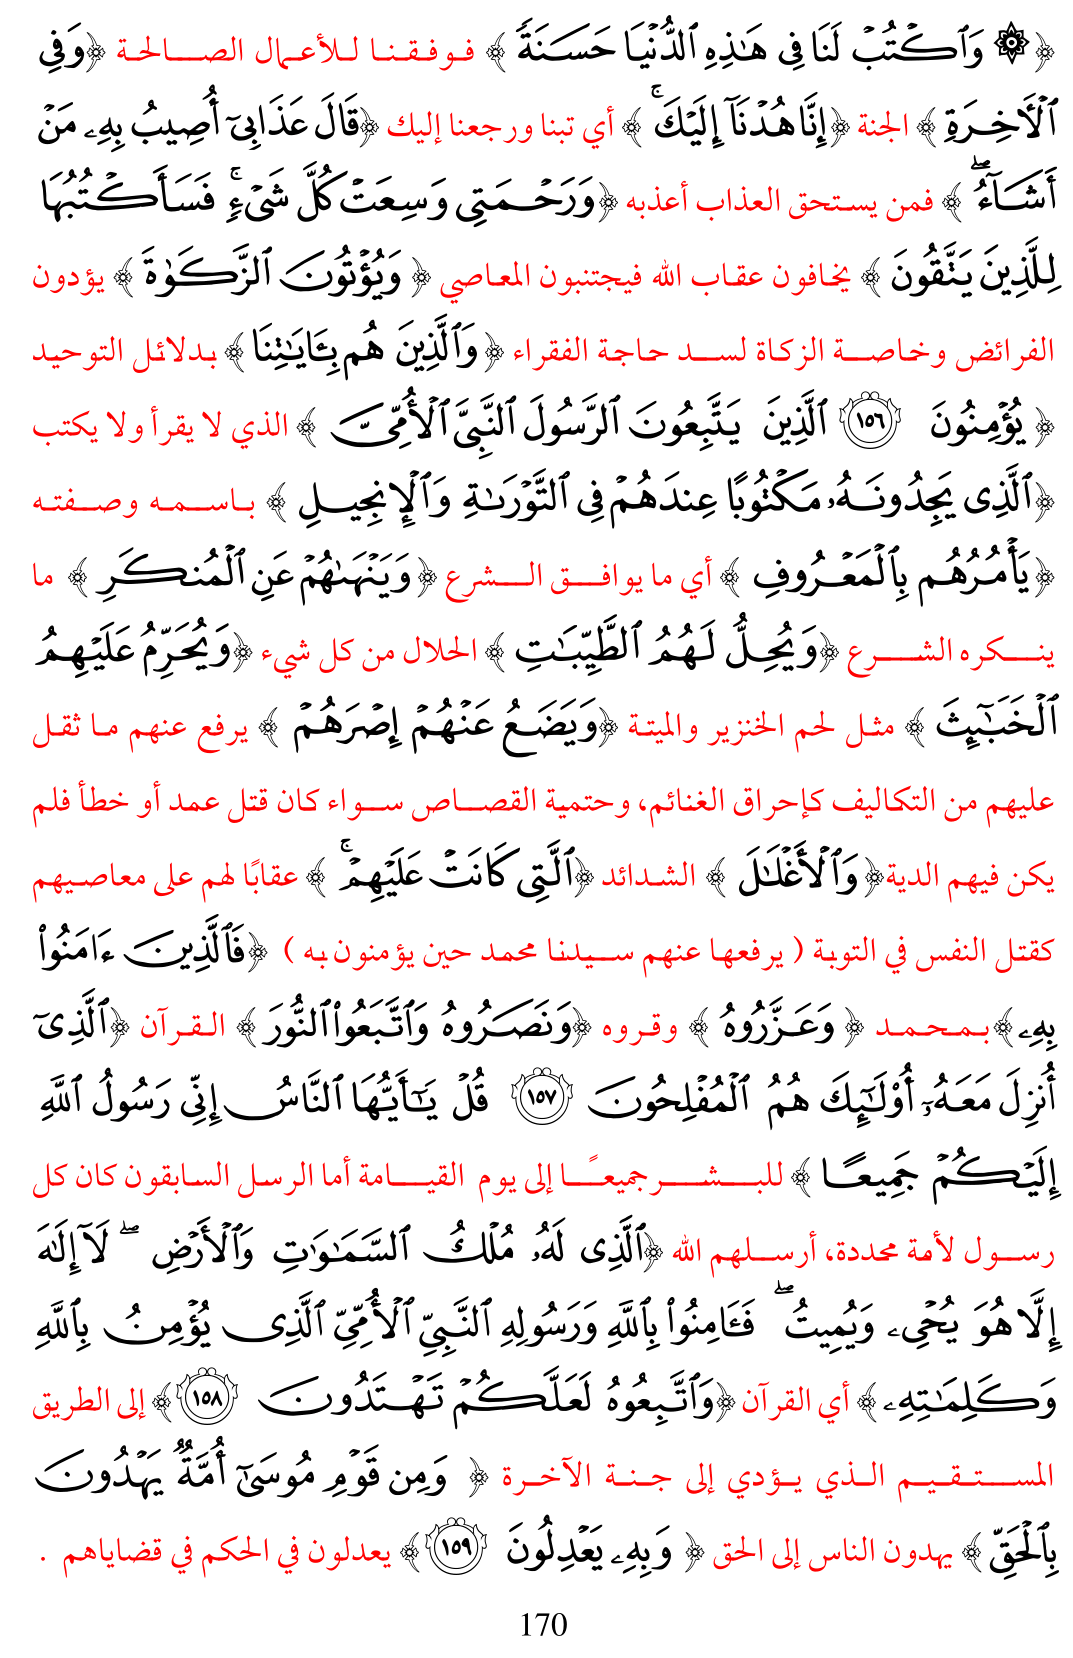 ﴿ ۞ وَٱكۡتُبۡ لَنَا فِي هَٰذِهِ ٱلدُّنۡيَا حَسَنَةٗ ﴾ فوفقنا للأعمال الصالحة ﴿وَفِي
ٱلۡأٓخِرَةِ ﴾ الجنة ﴿إِنَّا هُدۡنَآ إِلَيۡكَۚ ﴾ أي تبنا ورجعنا إليك ﴿قَالَ عَذَابِيٓ أُصِيبُ بِهِۦ مَنۡ
أَشَآءُۖ ﴾ فمن يستحق العذاب أعذبه ﴿وَرَحۡمَتِي وَسِعَتۡ كُلَّ شَيۡءٖۚ فَسَأَكۡتُبُهَا
لِلَّذِينَ يَتَّقُونَ ﴾ يخافون عقاب الله فيجتنبون المعاصي ﴿ وَيُؤۡتُونَ ٱلزَّكَوٰةَ ﴾ يؤدون
الفرائض وخاصة الزكاة لسد حاجة الفقراء ﴿ وَٱلَّذِينَ هُم بِـَٔايَٰتِنَا﴾ بدلائل التوحيد
﴿ يُؤۡمِنُونَ ١٥٦ ٱلَّذِينَ يَتَّبِعُونَ ٱلرَّسُولَ ٱلنَّبِيَّ ٱلۡأُمِّيَّ ﴾ الذي لا يقرأ ولا يكتب
﴿ٱلَّذِي يَجِدُونَهُۥ مَكۡتُوبًا عِندَهُمۡ فِي ٱلتَّوۡرَىٰةِ وَٱلۡإِنجِيلِ ﴾ باسمه وصفته
﴿يَأۡمُرُهُم بِٱلۡمَعۡرُوفِ ﴾ أي ما يوافق الشرع ﴿وَيَنۡهَىٰهُمۡ عَنِ ٱلۡمُنكَرِ ﴾ ما
ينكره الشرع ﴿وَيُحِلُّ لَهُمُ ٱلطَّيِّبَٰتِ ﴾ الحلال من كل شيء ﴿وَيُحَرِّمُ عَلَيۡهِمُ
ٱلۡخَبَٰٓئِثَ ﴾ مثل لحم الخنزير والميتة ﴿وَيَضَعُ عَنۡهُمۡ إِصۡرَهُمۡ ﴾ يرفع عنهم ما ثقل
عليهم من التكاليف كإحراق الغنائم، وحتمية القصاص سواء كان قتل عمد أو خطأ فلم
يكن فيهم الدية﴿وَٱلۡأَغۡلَٰلَ ﴾ الشدائد ﴿ٱلَّتِي كَانَتۡ عَلَيۡهِمۡۚ ﴾ عقابًا لهم على معاصيهم
كقتل النفس في التوبة ( يرفعها عنهم سيدنا محمد حين يؤمنون به ) ﴿فَٱلَّذِينَ ءَامَنُواْ
بِهِۦ﴾ بمحمد ﴿ وَعَزَّرُوهُ ﴾ وقروه ﴿وَنَصَرُوهُ وَٱتَّبَعُواْ ٱلنُّورَ﴾ القرآن ﴿ٱلَّذِيٓ
أُنزِلَ مَعَهُۥٓ أُوْلَٰٓئِكَ هُمُ ٱلۡمُفۡلِحُونَ ١٥٧ قُلۡ يَٰٓأَيُّهَا ٱلنَّاسُ إِنِّي رَسُولُ ٱللَّهِ
إِلَيۡكُمۡ جَمِيعًا ﴾ للبشر جميعًا إلى يوم القيامة أما الرسل السابقون كان كل
رسول لأمة محددة، أرسلهم الله ﴿ٱلَّذِي لَهُۥ مُلۡكُ ٱلسَّمَٰوَٰتِ وَٱلۡأَرۡضِ ۖ لَآ إِلَٰهَ
إِلَّا هُوَ يُحۡيِۦ وَيُمِيتُۖ فَـَٔامِنُواْ بِٱللَّهِ وَرَسُولِهِ ٱلنَّبِيِّ ٱلۡأُمِّيِّ ٱلَّذِي يُؤۡمِنُ بِٱللَّهِ
وَكَلِمَٰتِهِۦ﴾ أي القرآن ﴿وَٱتَّبِعُوهُ لَعَلَّكُمۡ تَهۡتَدُونَ ١٥٨﴾ إلى الطريق
المستقيم الذي يؤدي إلى جنة الآخرة ﴿ وَمِن قَوۡمِ مُوسَىٰٓ أُمَّةٞ يَهۡدُونَ
بِٱلۡحَقِّ ﴾ يهدون الناس إلى الحق ﴿ وَبِهِۦ يَعۡدِلُونَ ١٥٩﴾ يعدلون في الحكم في قضاياهم .
170